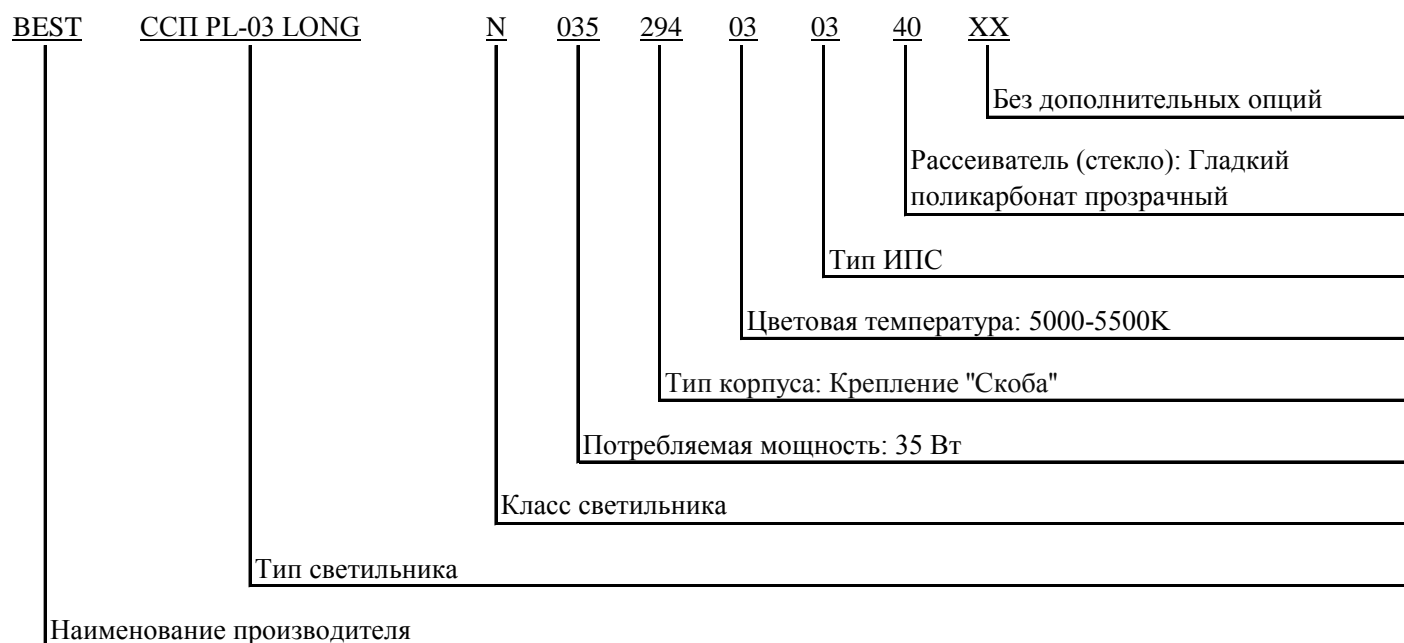 BEST ССП PL-03 LONG N 035 294 03 03 40 XX
Без дополнительных опций
Рассеиватель (стекло): Гладкий
поликарбонат прозрачный
Тип ИПС
Цветовая температура: 5000-5500K
Тип корпуса: Крепление "Скоба"
Потребляемая мощность: 35 Вт
Класс светильника
Тип светильника
Наименование производителя